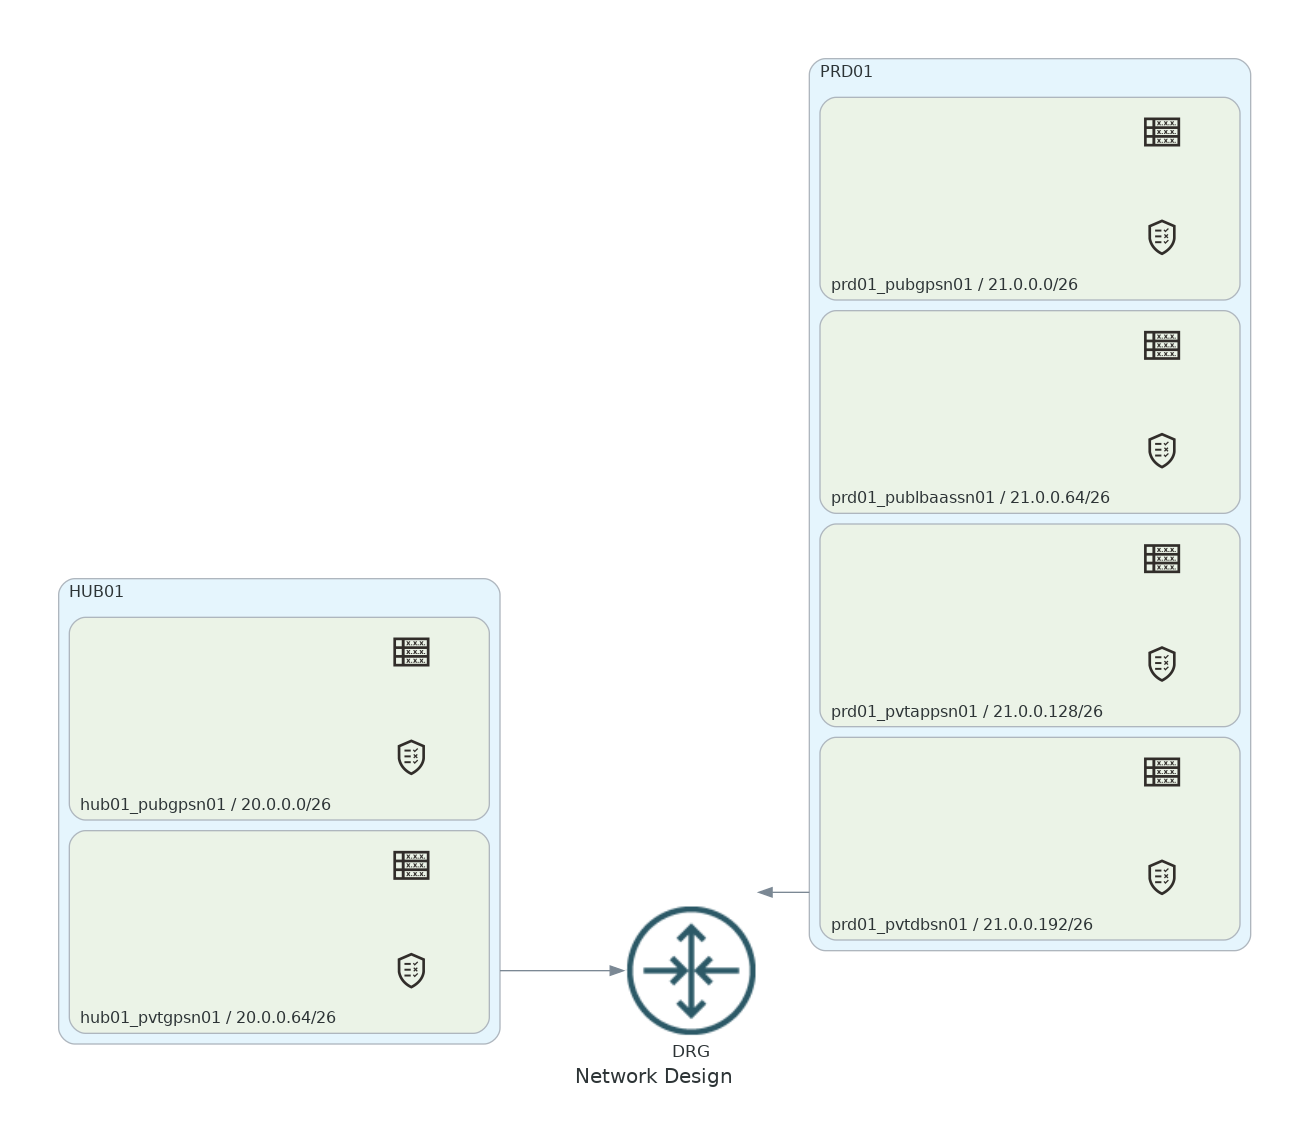 PRD01
prd01_pubgpsn01 / 21.0.0.0/26
prd01_publbaassn01 / 21.0.0.64/26
prd01_pvtappsn01 / 21.0.0.128/26
prd01_pvtdbsn01 / 21.0.0.192/26
HUB01
hub01_pubgpsn01 / 20.0.0.0/26
hub01_pvtgpsn01 / 20.0.0.64/26
DRG
Network Design